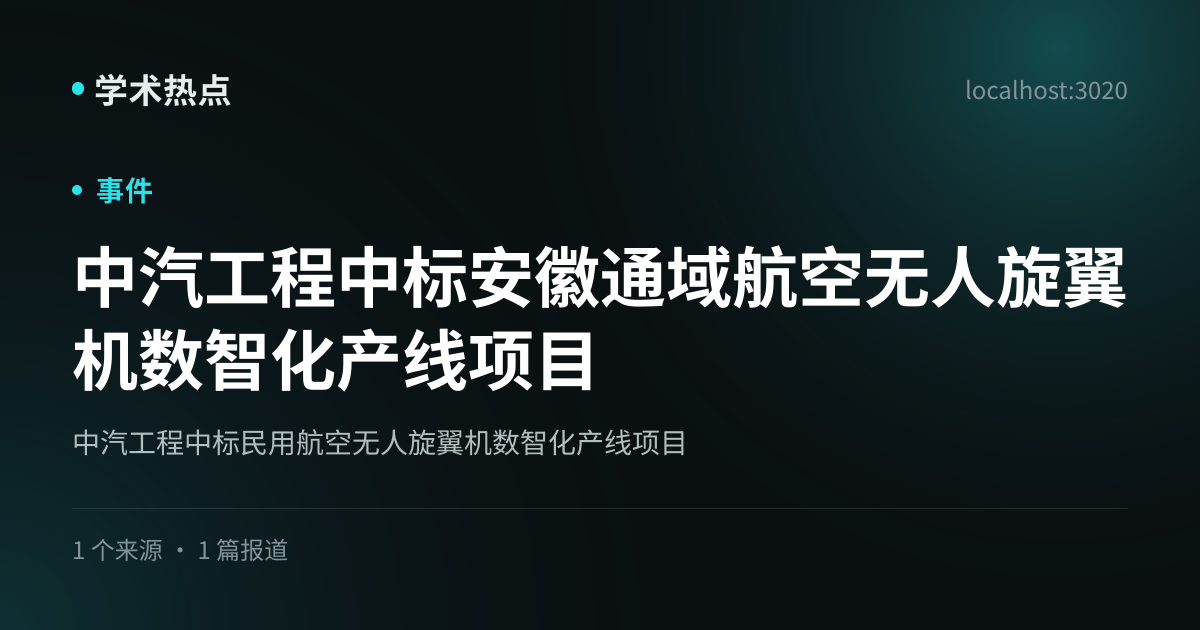 学术热点
localhost:3020
事件
中汽工程中标安徽通域航空无人旋翼
机数智化产线项目
中汽工程中标民用航空无人旋翼机数智化产线项目
1 个来源 · 1 篇报道